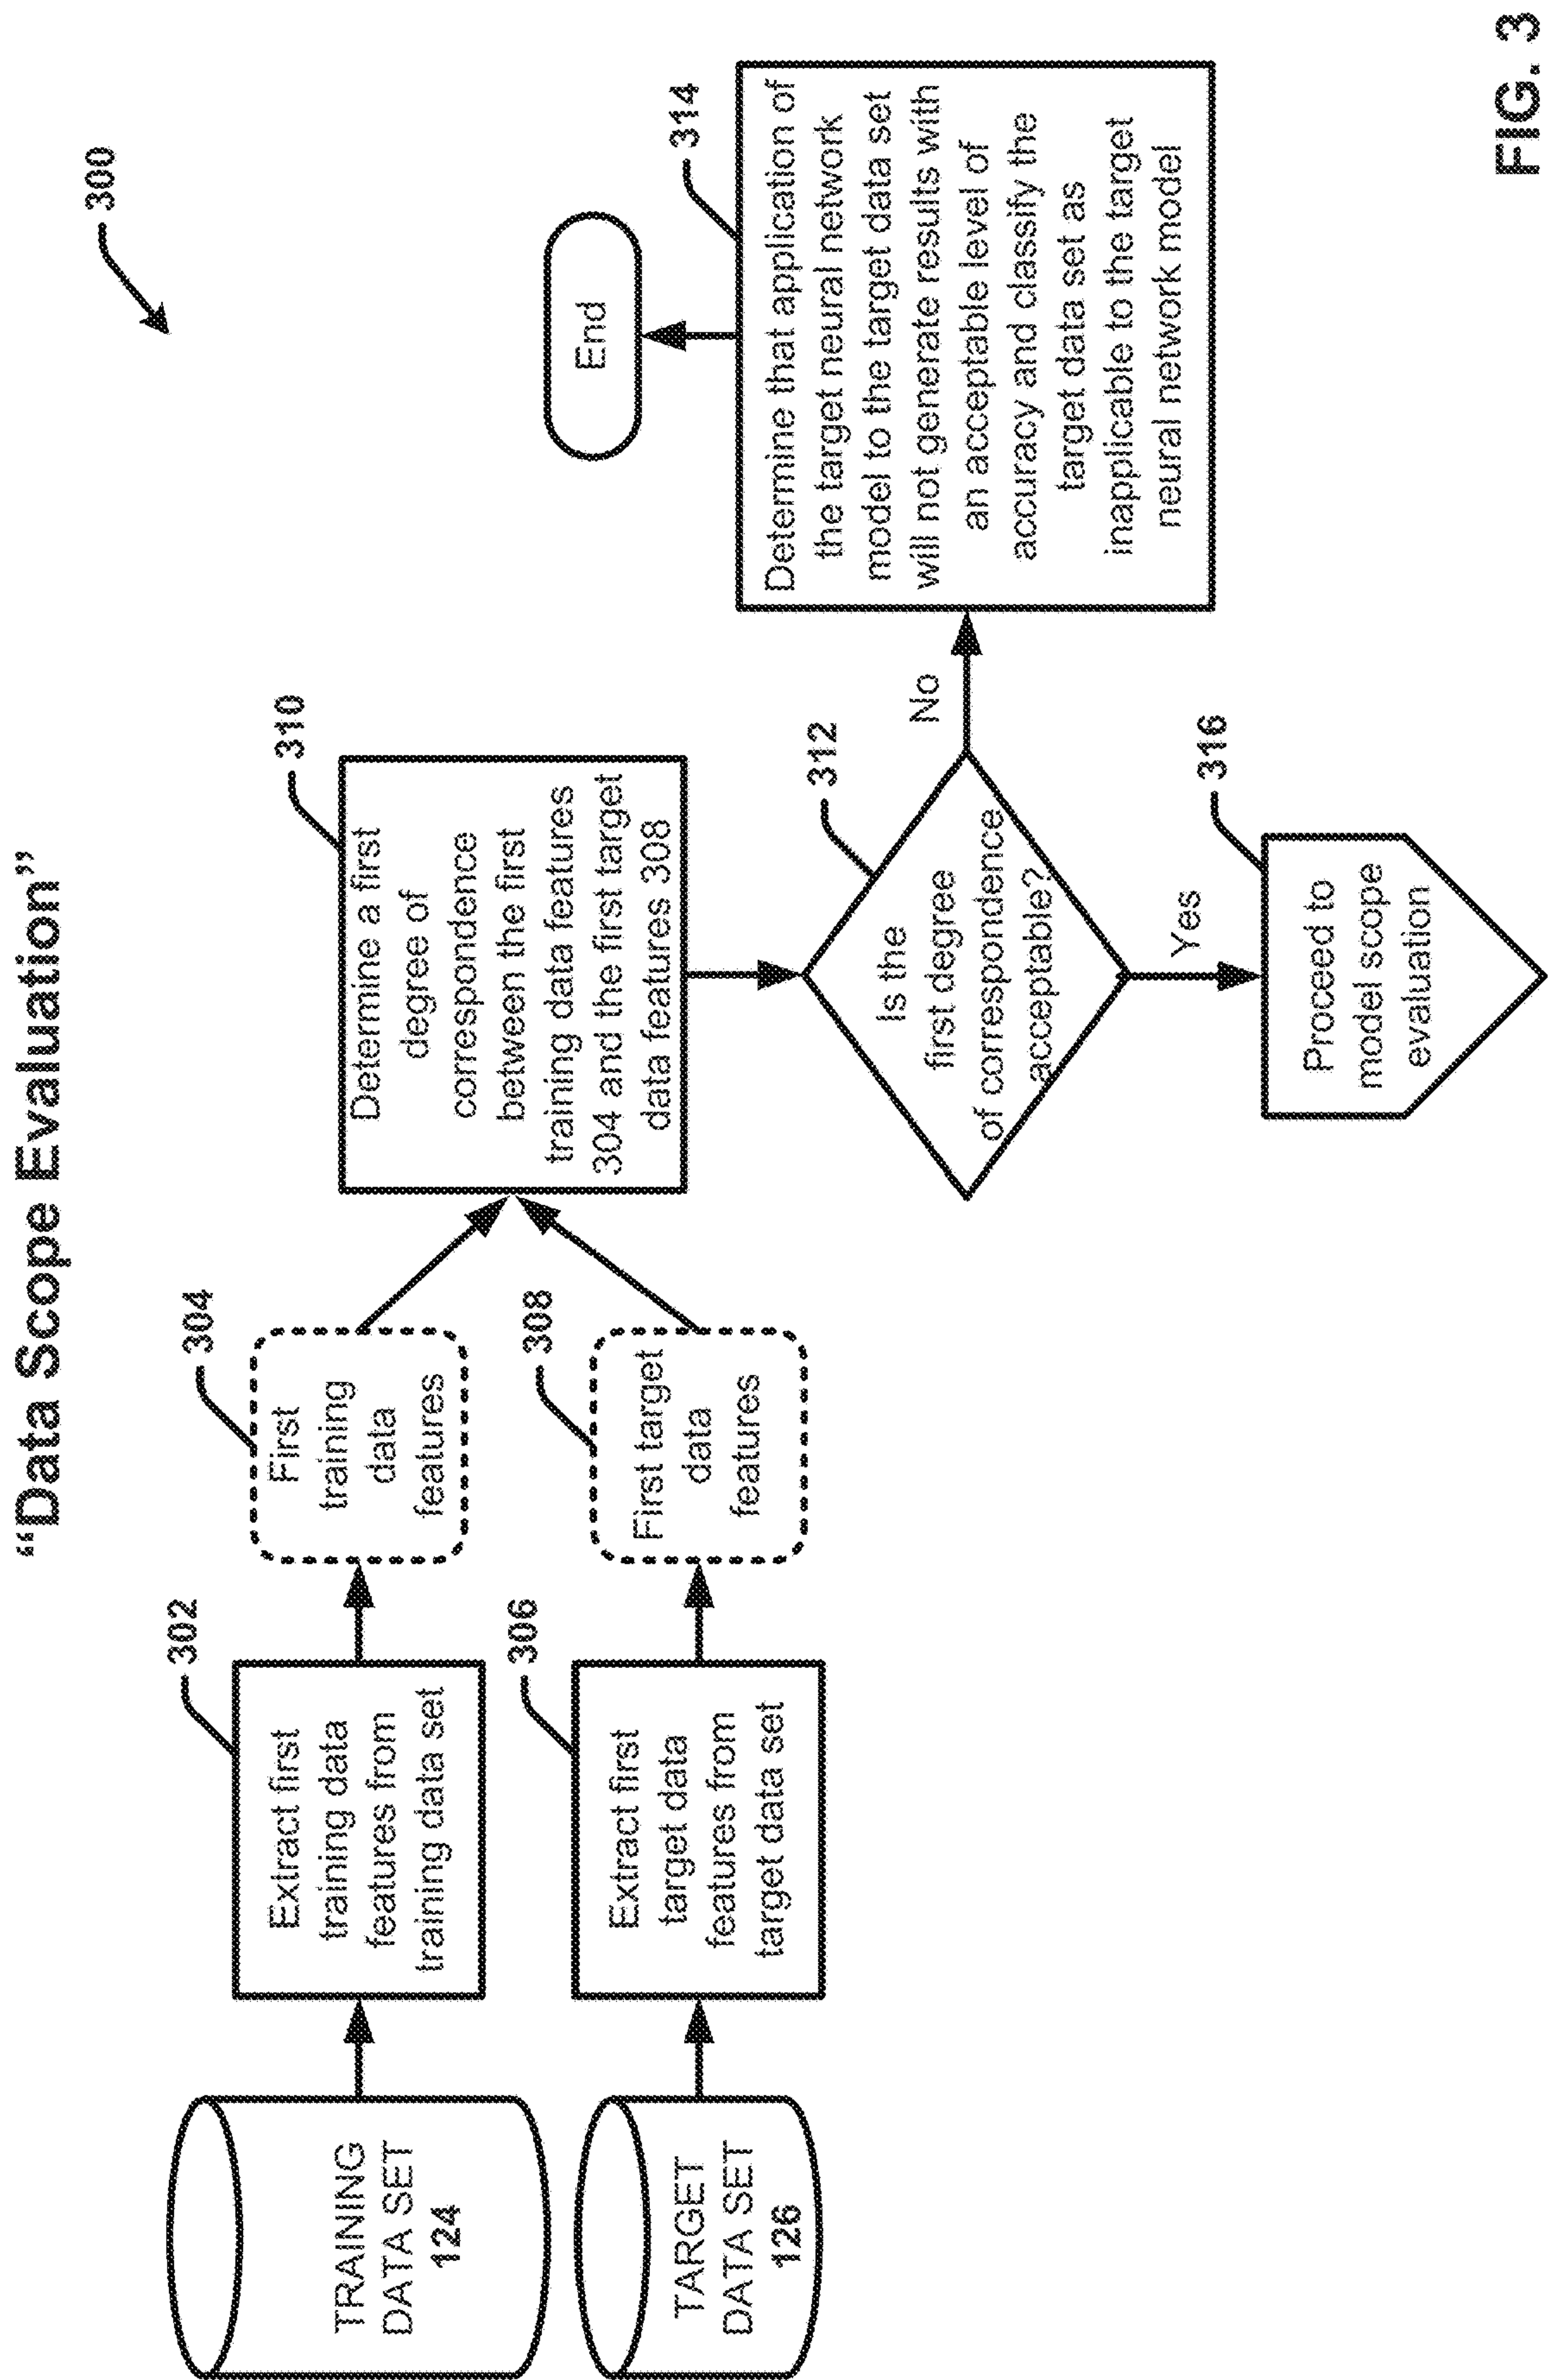 “Data Scope Evaluation”
300
TRAINING
DATA SET
124
302
Extract first
training data
features from
training data set
304
First
training
data
features
TARGET
DATA SET
126
306
Extract first
target data
features from
target data set
308
First target
data
features
310
Determine a first
degree of
correspondence
between the first
training data features
304 and the first target
data features 308
312
Is the
first degree
of correspondence
acceptable?
No
Yes
314
Determine that application of
the target neural network
model to the target data set
will not generate results with
an acceptable level of
accuracy and classify the
target data set as
inapplicable to the target
neural network model
End
316
Proceed to
model scope
evaluation
FIG. 3